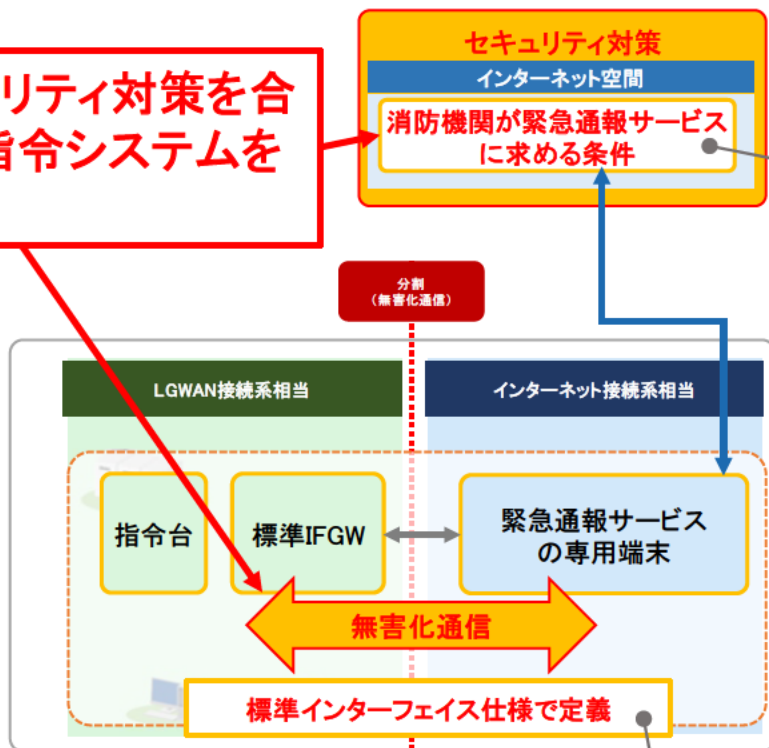 セキュリティ対策
インターネット空間
消防機関が緊急通報サービス
に求める条件
リティ対策を合
指令システムを
分割
（無害化通信）
LGWAN接続系相当
インターネット接続系相当
指令台
標準IFGW
緊急通報サービス
の専用端末
無害化通信
標準インターフェイス仕様で定義